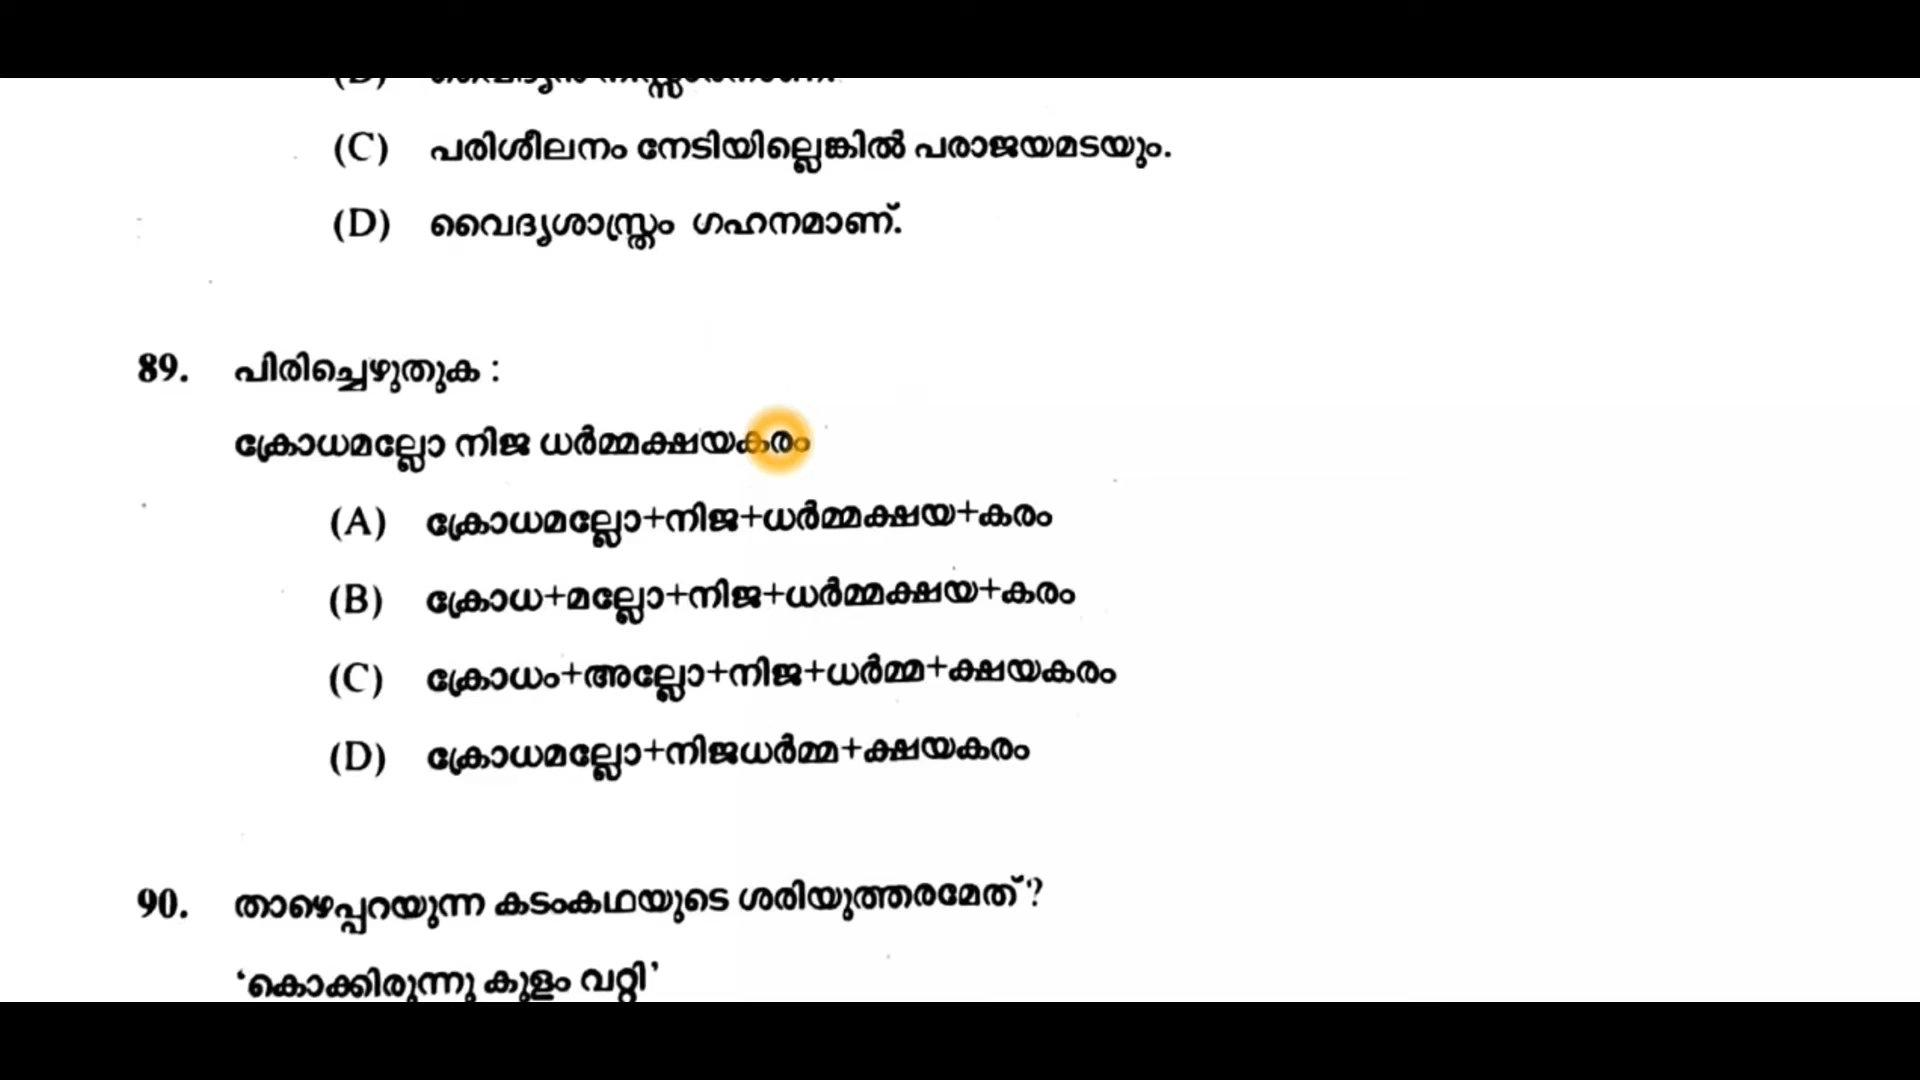 (C) പരിശീലനം നേടിയില്ലെങ്കിൽ പരാജയമടയും.
(D) വൈദ്യശാസ്ത്രം ഗഹനമാണ്.
89. പിരിച്ചെഴുതുക :
ക്രോധമല്ലോ നിജ ധർമ്മക്ഷയകരം
(A) ക്രോധമല്ലോ+നിജ+ധർമ്മക്ഷയ+കരം
(B) ക്രോധ+മല്ലോ+നിജ+ധർമ്മക്ഷയ+കരം
(C) ക്രോധം+അല്ലോ+നിജ+ധർമ്മ+ക്ഷയകരം
(D) ക്രോധമല്ലോ+നിജധർമ്മ+ക്ഷയകരം
90. താഴെപ്പറയുന്ന കടംകഥയുടെ ശരിയുത്തരമേത് ?
‘കൊക്കിരുന്നു കുളം വറ്റി’